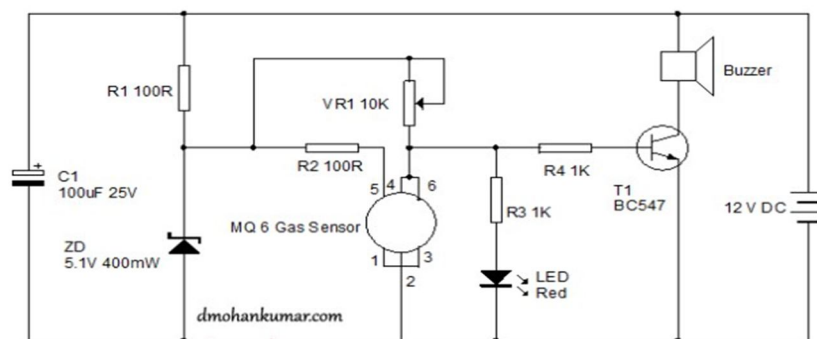 R1 100R
VR1 10K
Buzzer
C1
100uF 25V
R2 100R
R4 1K
T1
BC547
12 V DC
5
4
6
R3 1K
MQ 6 Gas Sensor
ZD
5.1V 400mW
1
3
2
LED
Red
dmohankumar.com
+